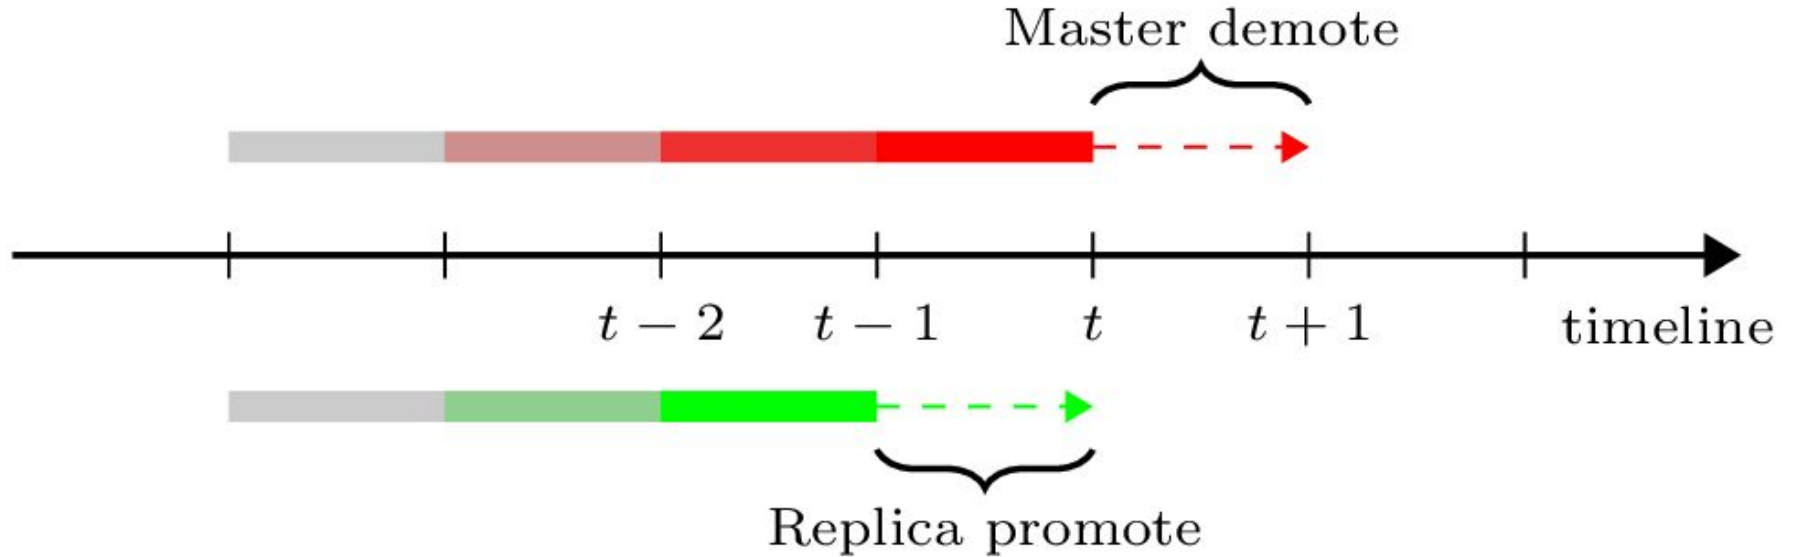 Master demote
t − 2 t − 1 t t + 1 timeline
Replica promote